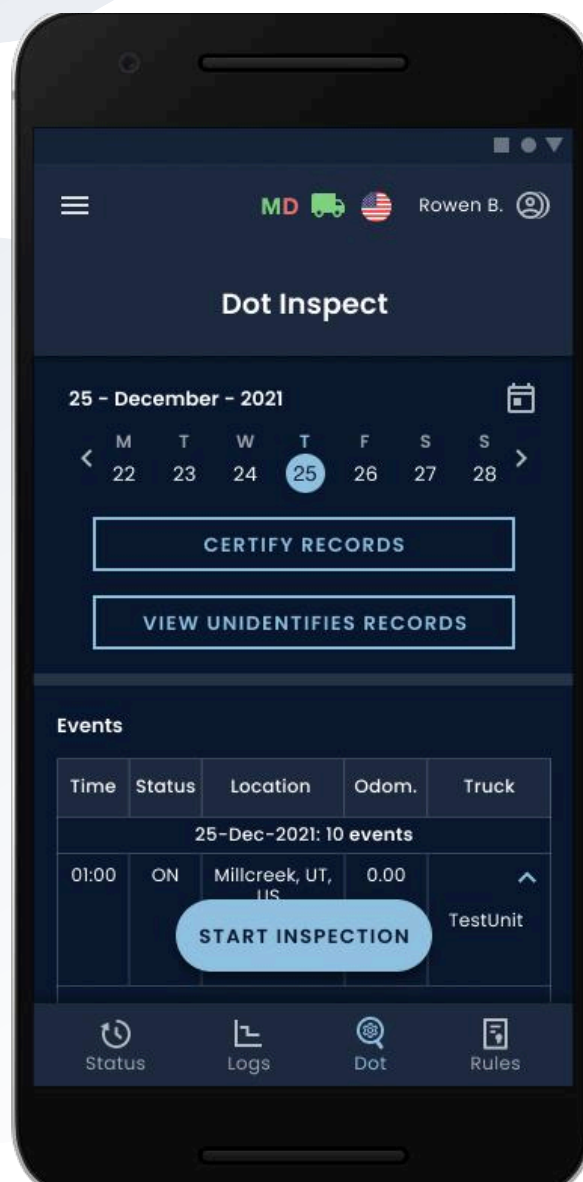 MD Rowen B.
Dot Inspect
25 - December - 2021
M T W T F S S
22 23 24 25 26 27 28
CERTIFY RECORDS
VIEW UNIDENTIFIES RECORDS
Events
Time Status Location Odom. Truck
25-Dec-2021: 10 events
01:00 ON Millcreek, UT, 0.00
US
TestUnit
START INSPECTION
Status Logs Dot Rules